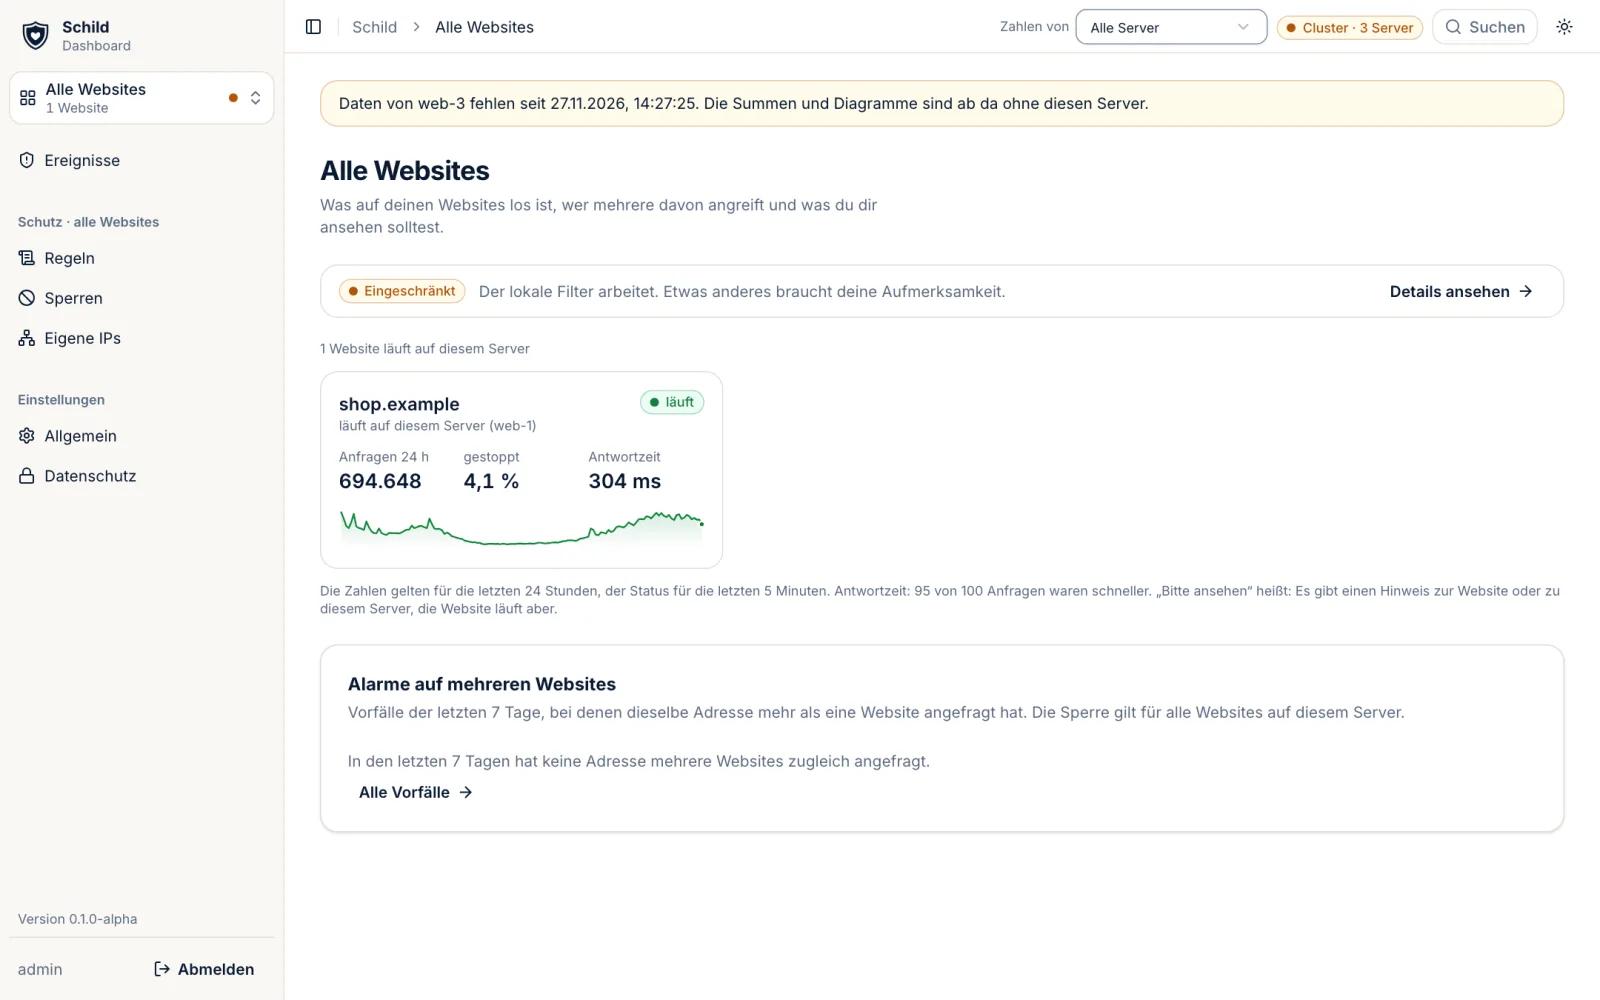 Schild
Dashboard
Alle Websites
1 Website
Ereignisse
Schutz · alle Websites
Regeln
Sperren
Eigene IPs
Einstellungen
Allgemein
Datenschutz
Version 0.1.0-alpha
admin
Abmelden
Schild > Alle Websites
Zahlen von
Alle Server
Cluster · 3 Server
Suchen
Daten von web-3 fehlen seit 27.11.2026, 14:27:25. Die Summen und Diagramme sind ab da ohne diesen Server.
Alle Websites
Was auf deinen Websites los ist, wer mehrere davon angreift und was du dir
ansehen solltest.
Eingeschränkt
Der lokale Filter arbeitet. Etwas anderes braucht deine Aufmerksamkeit.
Details ansehen →
1 Website läuft auf diesem Server
shop.example
läuft
läuft auf diesem Server (web-1)
Anfragen 24 h gestoppt Antwortzeit
694.648 4,1 % 304 ms
Die Zahlen gelten für die letzten 24 Stunden, der Status für die letzten 5 Minuten. Antwortzeit: 95 von 100 Anfragen waren schneller. „Bitte ansehen“ heißt: Es gibt einen Hinweis zur Website oder zu
diesem Server, die Website läuft aber.
Alarme auf mehreren Websites
Vorfälle der letzten 7 Tage, bei denen dieselbe Adresse mehr als eine Website angefragt hat. Die Sperre gilt für alle Websites auf diesem Server.
In den letzten 7 Tagen hat keine Adresse mehrere Websites zugleich angefragt.
Alle Vorfälle →